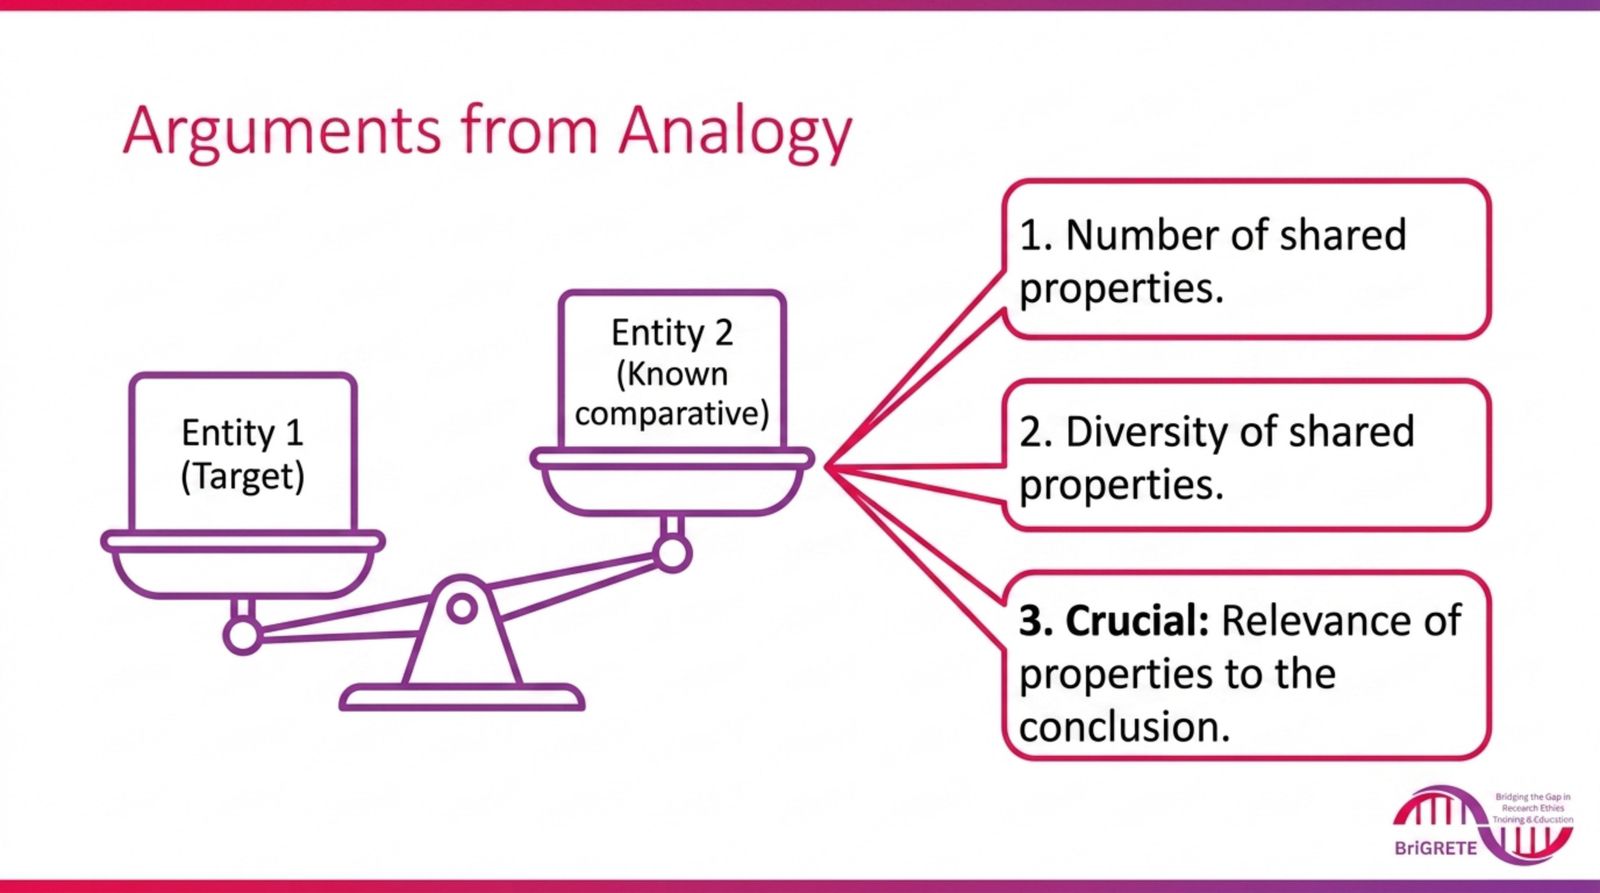 Arguments from Analogy
Entity 1
(Target)
Entity 2
(Known
comparative)
1. Number of shared
properties.
2. Diversity of shared
properties.
3. Crucial: Relevance of
properties to the
conclusion.
Bridging the Gap in
Research Ethies
Training & Education
BriGRETE